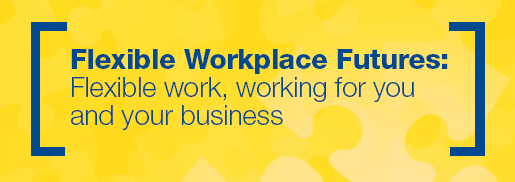 Flexible Workplace Futures:
Flexible work, working for you
and your business